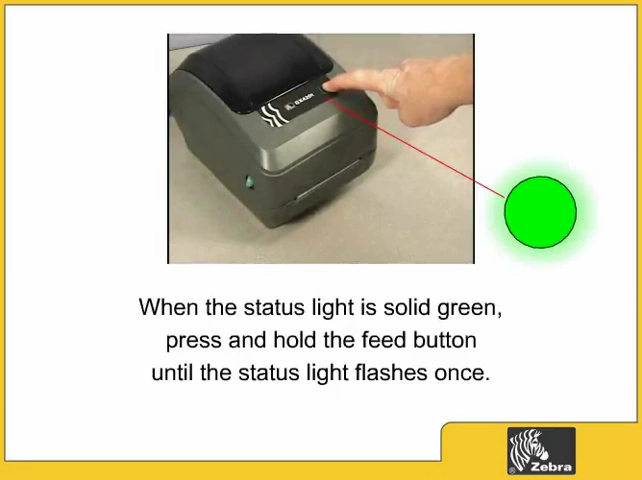 When the status light is solid green,
press and hold the feed button
until the status light flashes once.
Zebra